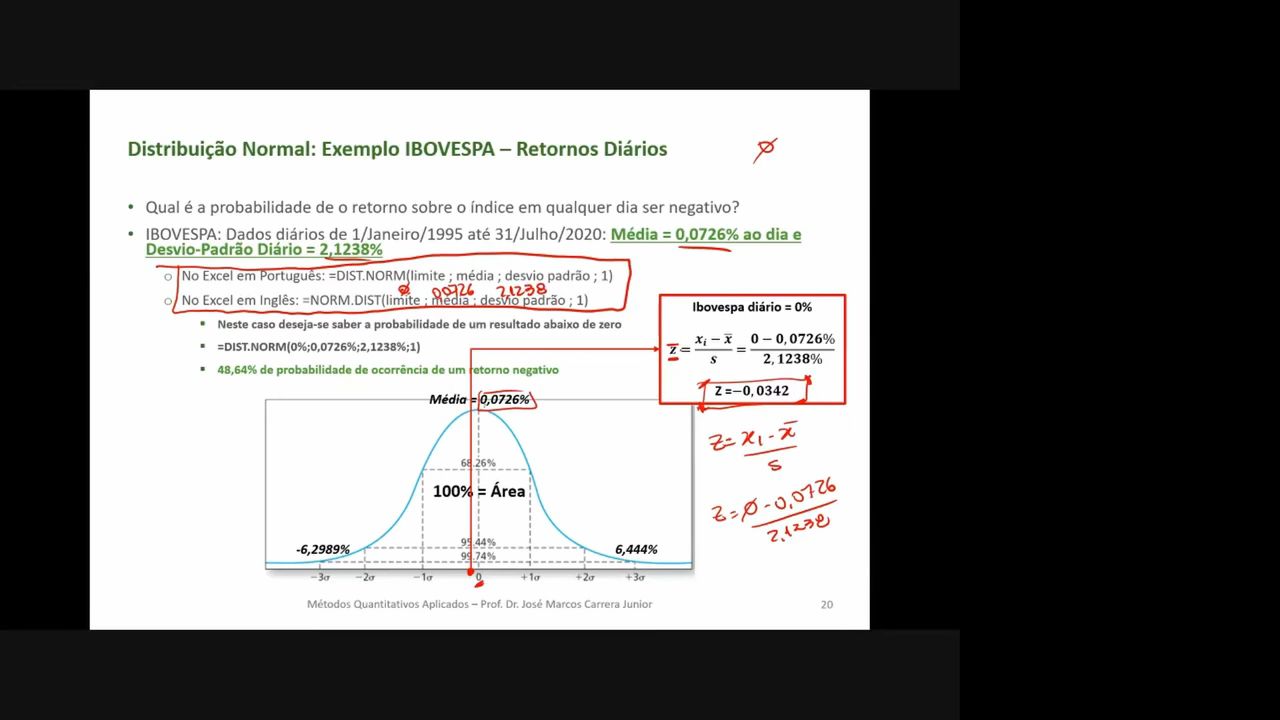 Distribuição Normal: Exemplo IBOVESPA – Retornos Diários
Ø
• Qual é a probabilidade de o retorno sobre o índice em qualquer dia ser negativo?
• IBOVESPA: Dados diários de 1/Janeiro/1995 até 31/Julho/2020: Média = 0,0726% ao dia e
Desvio-Padrão Diário = 2,1238%
○ No Excel em Português: =DIST.NORM(limite ; média ; desvio padrão ; 1)
Ø 0,0726 2,1238
○ No Excel em Inglês: =NORM.DIST(limite ; média ; desvio padrão ; 1)
▪ Neste caso deseja-se saber a probabilidade de um resultado abaixo de zero
▪ =DIST.NORM(0%;0,0726%;2,1238%;1)
▪ 48,64% de probabilidade de ocorrência de um retorno negativo
Ibovespa diário = 0%
z = (xᵢ − x̄)/s = (0 − 0,0726%)/2,1238%
Z =−0,0342
Média = 0,0726%
68.26%
100% = Área
95.44%
99.74%
-6,2989%
6,444%
−3σ −2σ −1σ 0 +1σ +2σ +3σ
Z = (x₁ - x̄)/s
Z = (Ø - 0,0726)/2,1238
Métodos Quantitativos Aplicados – Prof. Dr. José Marcos Carrera Junior
20